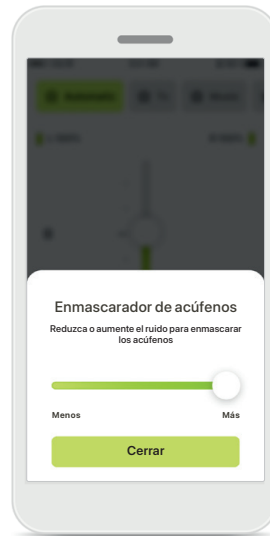 Enmascarador de acúfenos
Reduzca o aumente el ruido para enmascarar
los acúfenos
Menos Más
Cerrar